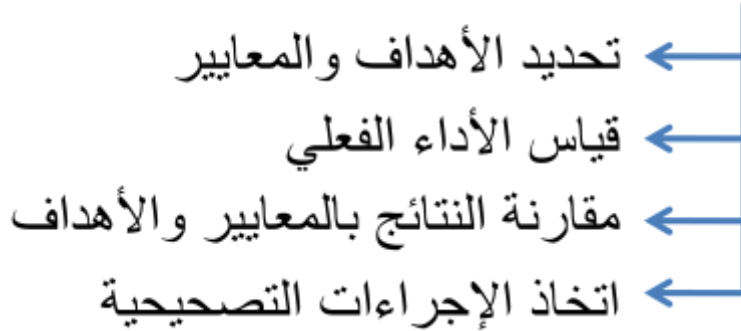 تحديد الأهداف والمعايير
قياس الأداء الفعلي
مقارنة النتائج بالمعايير والأهداف
اتخاذ الإجراءات التصحيحية